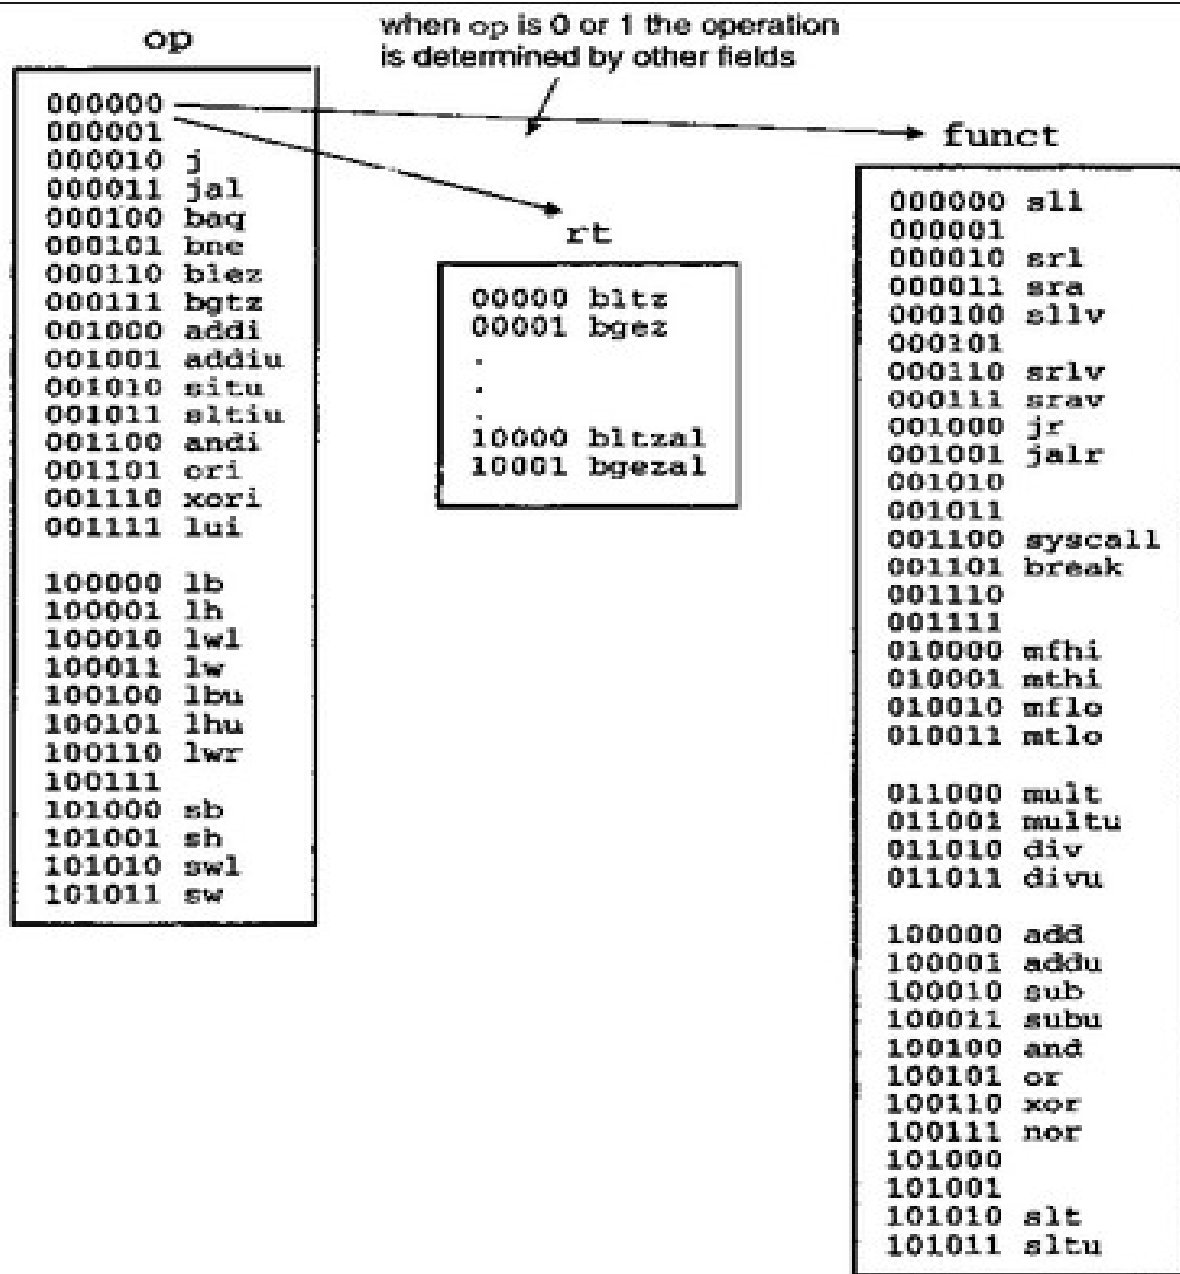 op
when op is 0 or 1 the operation
is determined by other fields
000000
000001
000010 j
000011 jal
000100 baq
000101 bne
000110 blez
000111 bgtz
001000 addi
001001 addiu
001010 situ
001011 sltiu
001100 andi
001101 ori
001110 xori
001111 lui
100000 lb
100001 lh
100010 lwl
100011 lw
100100 lbu
100101 lhu
100110 lwr
100111
101000 sb
101001 sh
101010 swl
101011 sw
rt
00000 bltz
00001 bgez
.
.
.
10000 bltzal
10001 bgezal
funct
000000 sll
000001
000010 srl
000011 sra
000100 sllv
000101
000110 srlv
000111 srav
001000 jr
001001 jalr
001010
001011
001100 syscall
001101 break
001110
001111
010000 mfhi
010001 mthi
010010 mflo
010011 mtlo
011000 mult
011001 multu
011010 div
011011 divu
100000 add
100001 addu
100010 sub
100011 subu
100100 and
100101 or
100110 xor
100111 nor
101000
101001
101010 slt
101011 sltu